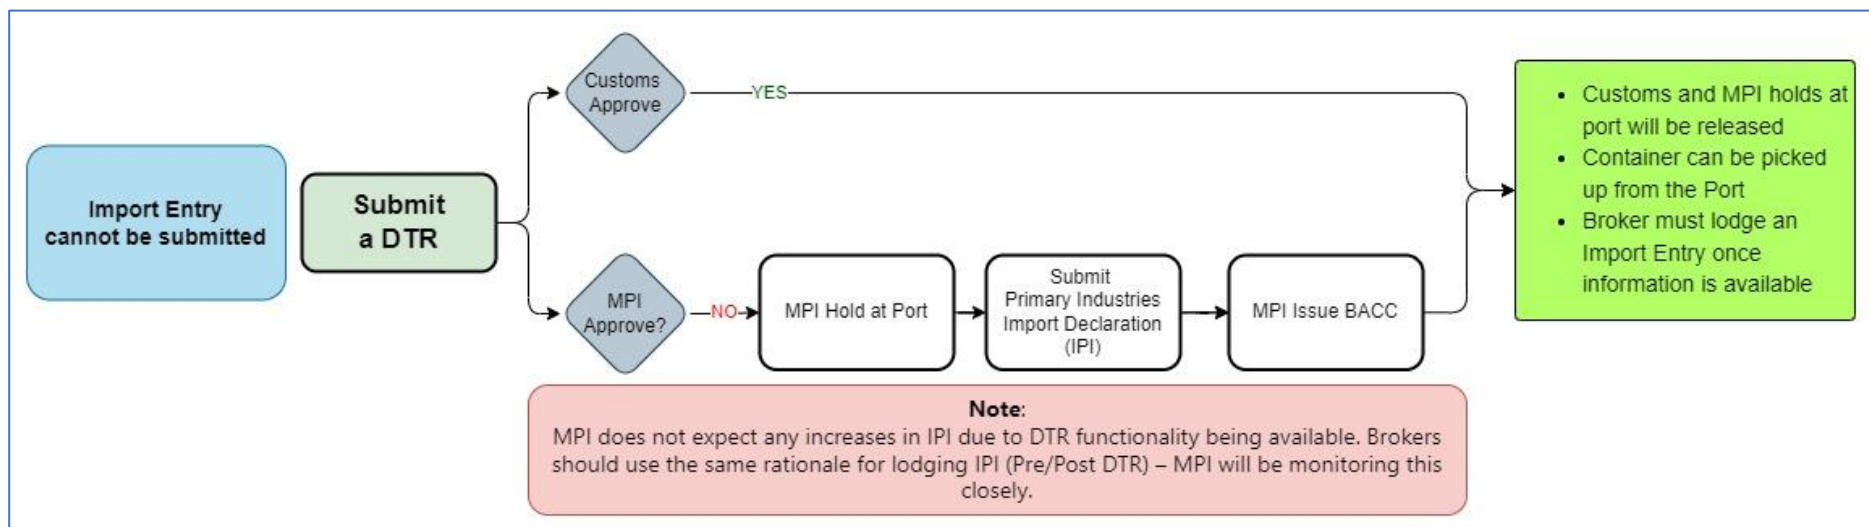 Import Entry
cannot be submitted
Submit
a DTR
Customs
Approve
YES
MPI
Approve?
NO
MPI Hold at Port
Submit
Primary Industries
Import Declaration
(IPI)
MPI Issue BACC
• Customs and MPI holds at
port will be released
• Container can be picked
up from the Port
• Broker must lodge an
Import Entry once
information is available
Note:
MPI does not expect any increases in IPI due to DTR functionality being available. Brokers
should use the same rationale for lodging IPI (Pre/Post DTR) – MPI will be monitoring this
closely.